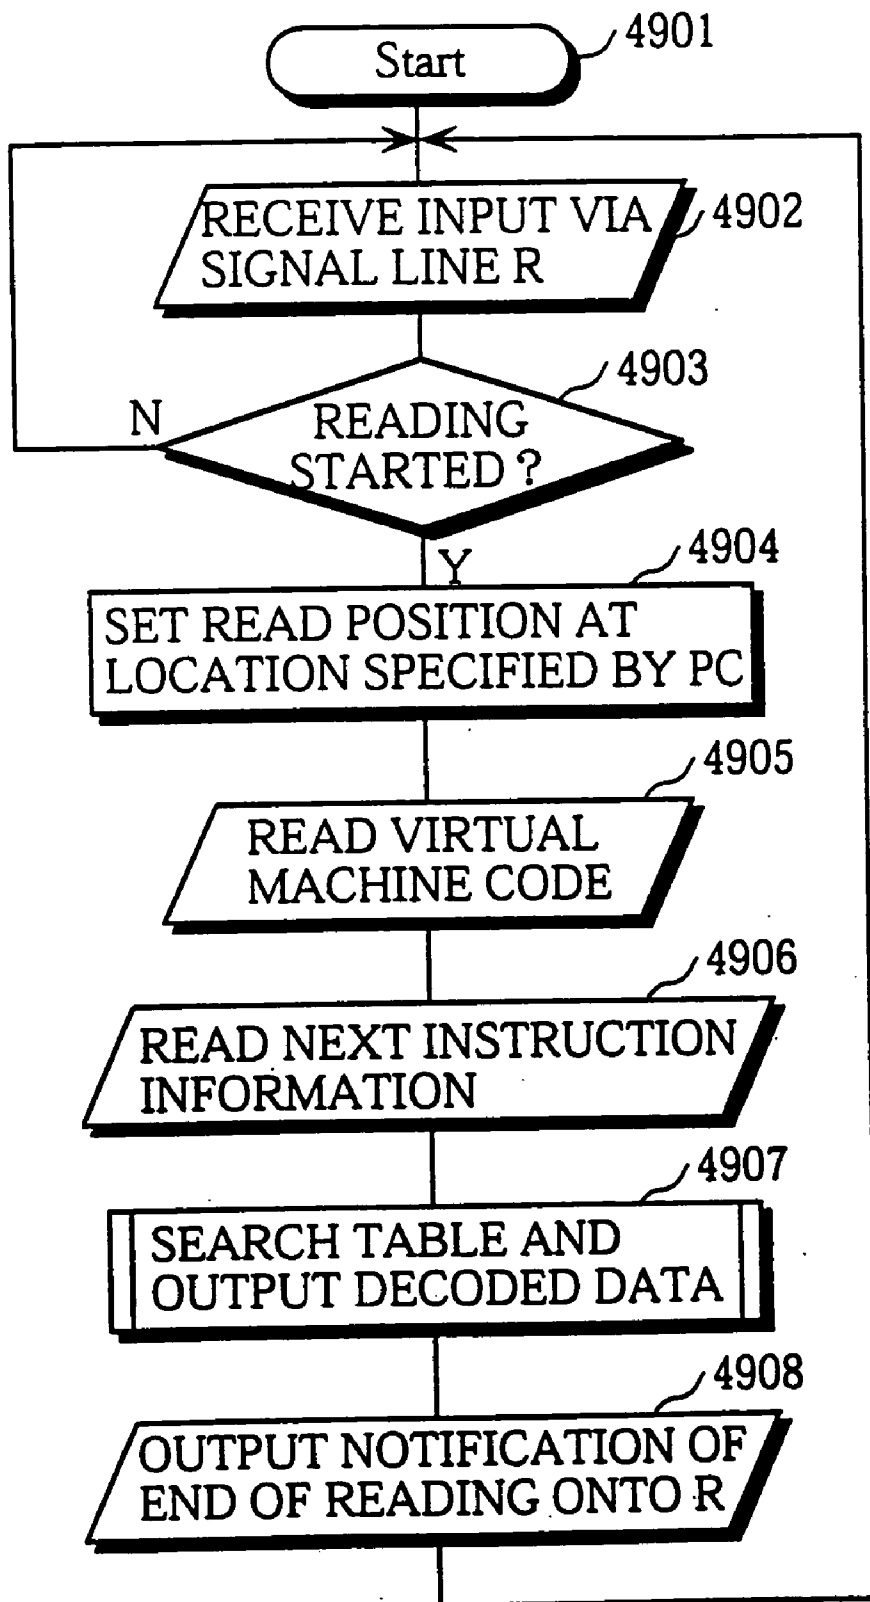 Start
4901
RECEIVE INPUT VIA
SIGNAL LINE R
4902
READING
STARTED ?
4903
N
Y
4904
SET READ POSITION AT
LOCATION SPECIFIED BY PC
4905
READ VIRTUAL
MACHINE CODE
4906
READ NEXT INSTRUCTION
INFORMATION
4907
SEARCH TABLE AND
OUTPUT DECODED DATA
4908
OUTPUT NOTIFICATION OF
END OF READING ONTO R